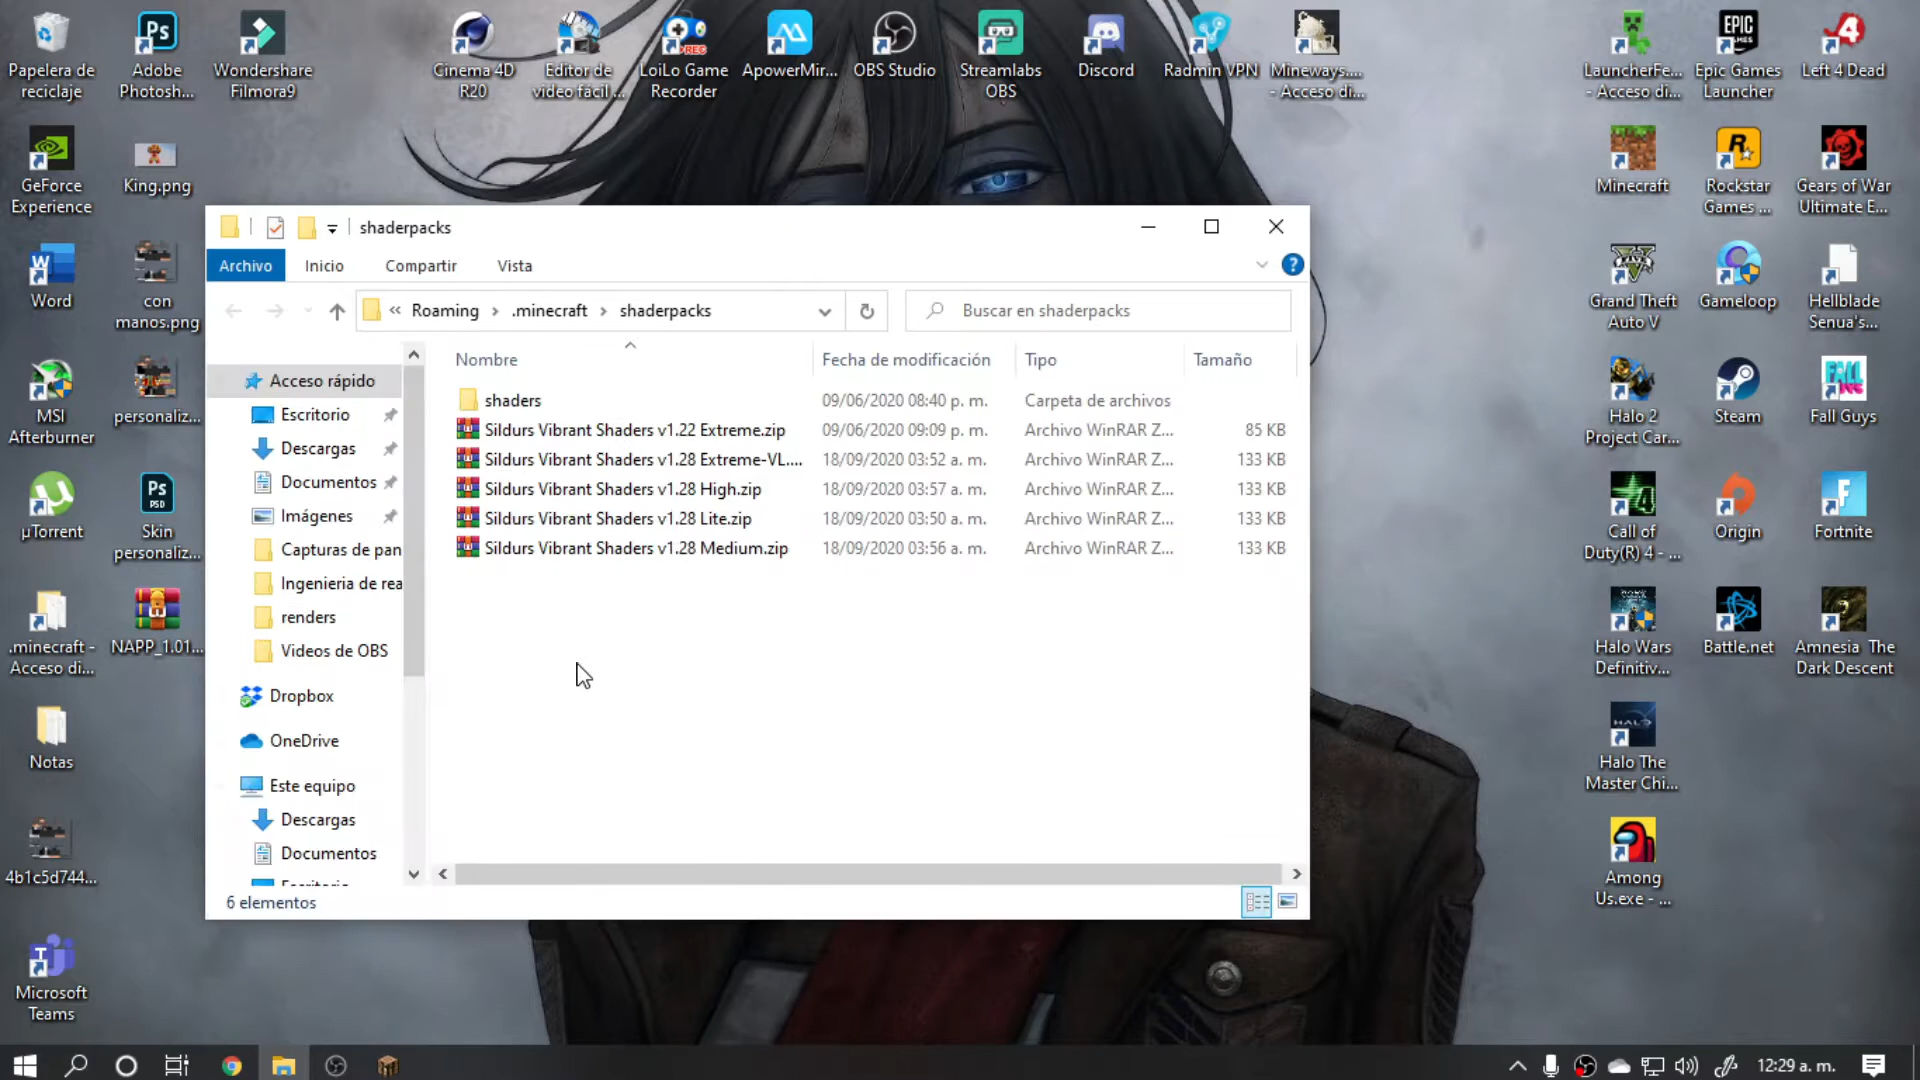 Papelera de
reciclaje
Adobe
Photosh...
Wondershare
Filmora9
Cinema 4D
R20
Editor de
video fácil ...
LoiLo Game
Recorder
ApowerMir...
OBS Studio
Streamlabs
OBS
Discord
Radmin VPN
Mineways....
- Acceso di...
LauncherFe...
- Acceso di...
Epic Games
Launcher
Left 4 Dead
GeForce
Experience
King.png
Minecraft
Rockstar
Games ...
Gears of War
Ultimate E...
Word
con
manos.png
Grand Theft
Auto V
Gameloop
Hellblade
Senua's...
MSI
Afterburner
personaliz...
Halo 2
Project Car...
Steam
Fall Guys
µTorrent
Skin
personaliz...
Call of
Duty(R) 4 - ...
Origin
Fortnite
.minecraft -
Acceso di...
NAPP_1.01...
Halo Wars
Definitiv...
Battle.net
Amnesia The
Dark Descent
Notas
Halo The
Master Chi...
4b1c5d744...
Among
Us.exe - ...
Microsoft
Teams
shaderpacks
Archivo
Inicio
Compartir
Vista
« Roaming > .minecraft > shaderpacks
Buscar en shaderpacks
Nombre
Fecha de modificación
Tipo
Tamaño
shaders 09/06/2020 08:40 p. m. Carpeta de archivos
Sildurs Vibrant Shaders v1.22 Extreme.zip 09/06/2020 09:09 p. m. Archivo WinRAR Z... 85 KB
Sildurs Vibrant Shaders v1.28 Extreme-VL.... 18/09/2020 03:52 a. m. Archivo WinRAR Z... 133 KB
Sildurs Vibrant Shaders v1.28 High.zip 18/09/2020 03:57 a. m. Archivo WinRAR Z... 133 KB
Sildurs Vibrant Shaders v1.28 Lite.zip 18/09/2020 03:50 a. m. Archivo WinRAR Z... 133 KB
Sildurs Vibrant Shaders v1.28 Medium.zip 18/09/2020 03:56 a. m. Archivo WinRAR Z... 133 KB
Acceso rápido
Escritorio
Descargas
Documentos
Imágenes
Capturas de pan
Ingenieria de rea
renders
Videos de OBS
Dropbox
OneDrive
Este equipo
Descargas
Documentos
6 elementos
12:29 a. m.